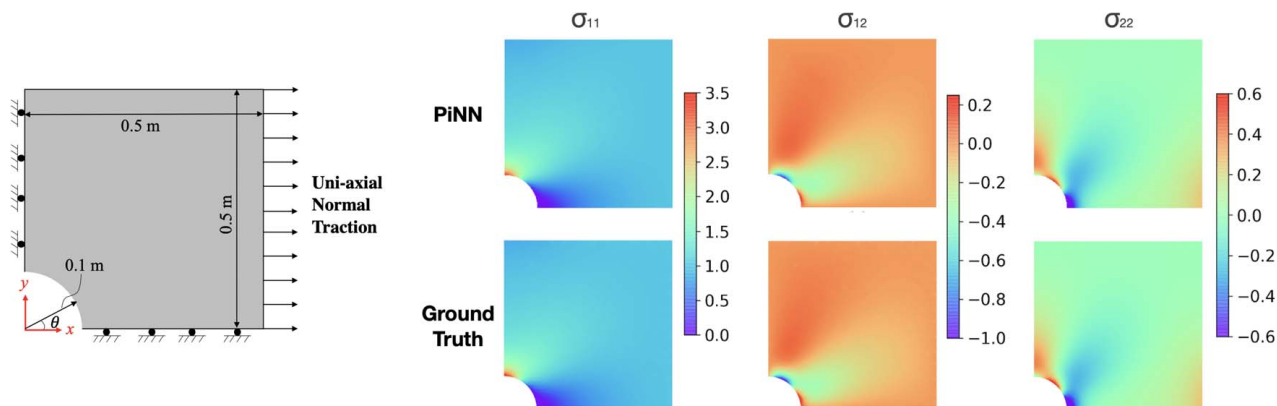 0.5 m
0.5 m
0.1 m
y
θ
x
Uni-axial
Normal
Traction
σ11
σ12
σ22
PiNN
Ground
Truth
3.5
3.0
2.5
2.0
1.5
1.0
0.5
0.0
0.2
0.0
−0.2
−0.4
−0.6
−0.8
−1.0
0.6
0.4
0.2
0.0
−0.2
−0.4
−0.6